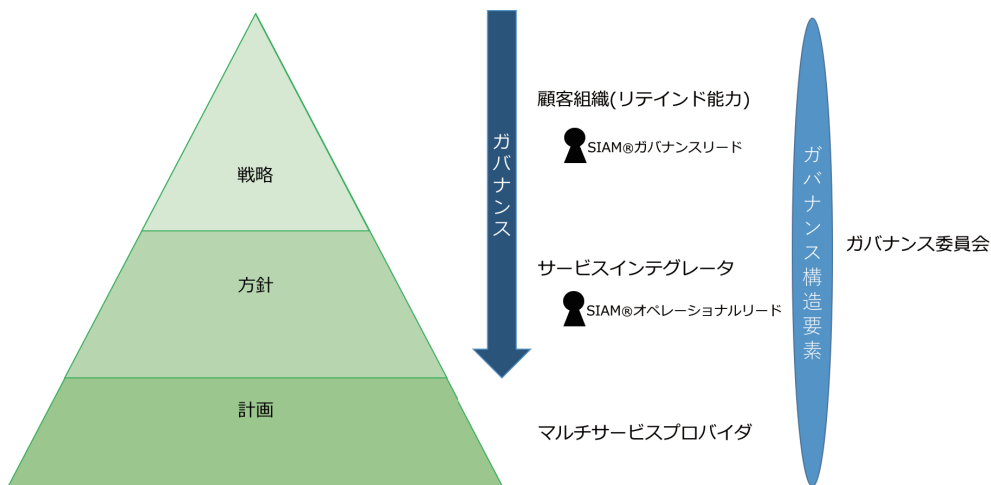 戦略
方針
計画
ガバナンス
顧客組織(リテインド能力)
SIAM®ガバナンスリード
サービスインテグレータ
SIAM®オペレーショナルリード
マルチサービスプロバイダ
ガバナンス構造要素
ガバナンス委員会